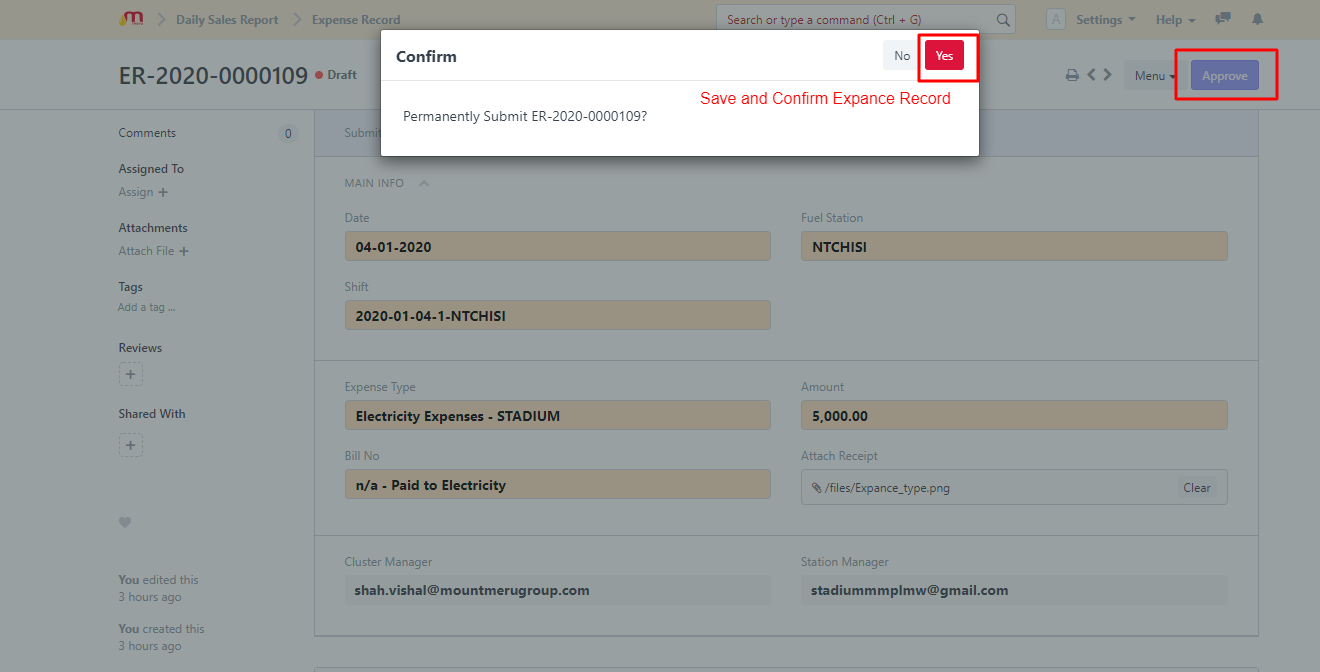 m Daily Sales Report Expense Record Search or type a command (Ctrl + G) A Settings Help
Confirm No Yes
ER-2020-0000109 Draft Menu Approve
Save and Confirm Expance Record
Permanently Submit ER-2020-0000109?
Comments 0
Submit
Assigned To
Assign +
MAIN INFO
Date Fuel Station
04-01-2020 NTCHISI
Attachments
Attach File +
Shift
2020-01-04-1-NTCHISI
Tags
Add a tag ...
Reviews
+
Expense Type Amount
Electricity Expenses - STADIUM 5,000.00
Shared With
+
Bill No Attach Receipt
n/a - Paid to Electricity /files/Expance_type.png Clear
Cluster Manager Station Manager
shah.vishal@mountmerugroup.com stadiummmplmw@gmail.com
You edited this
3 hours ago
You created this
3 hours ago